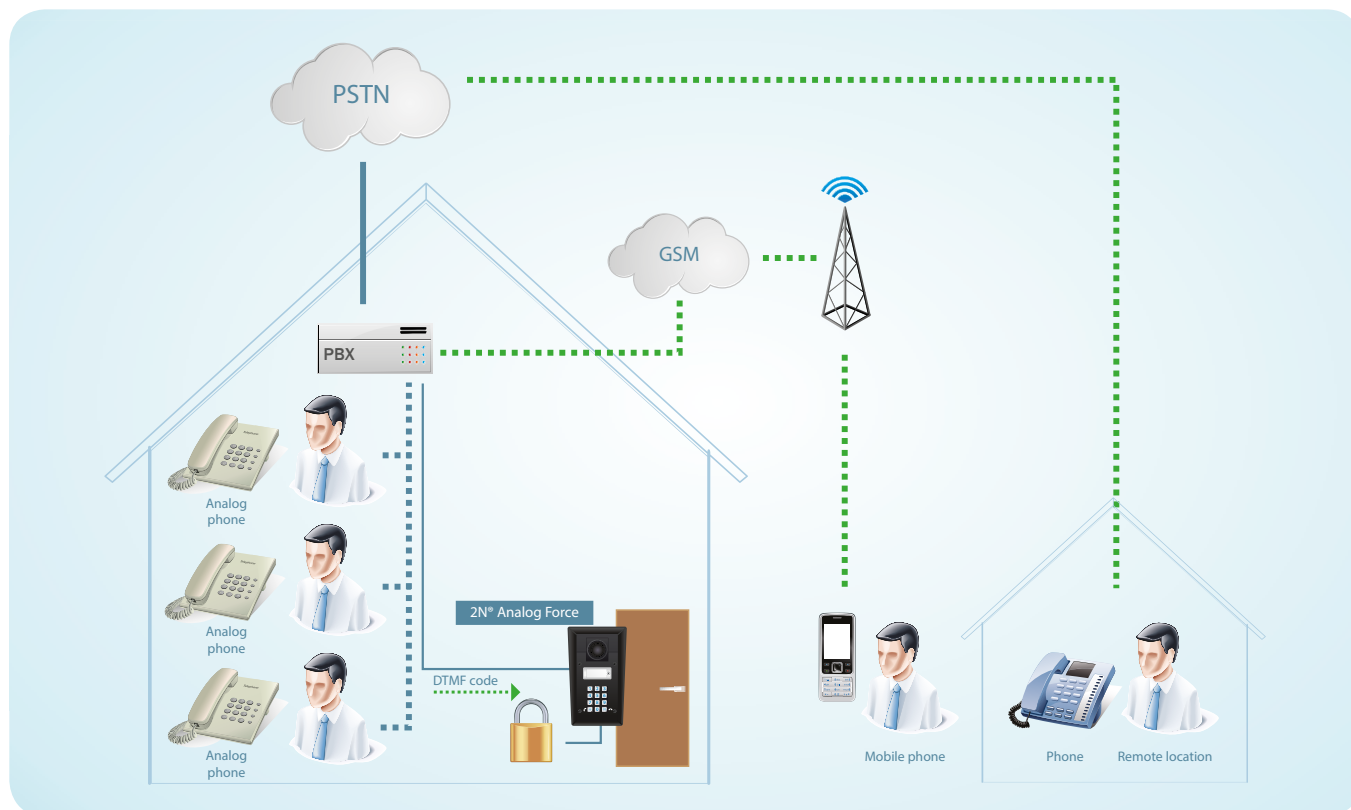 PSTN
GSM
PBX
Analog
phone
Analog
phone
2N® Analog Force
DTMF code
Analog
phone
Mobile phone
Phone
Remote location